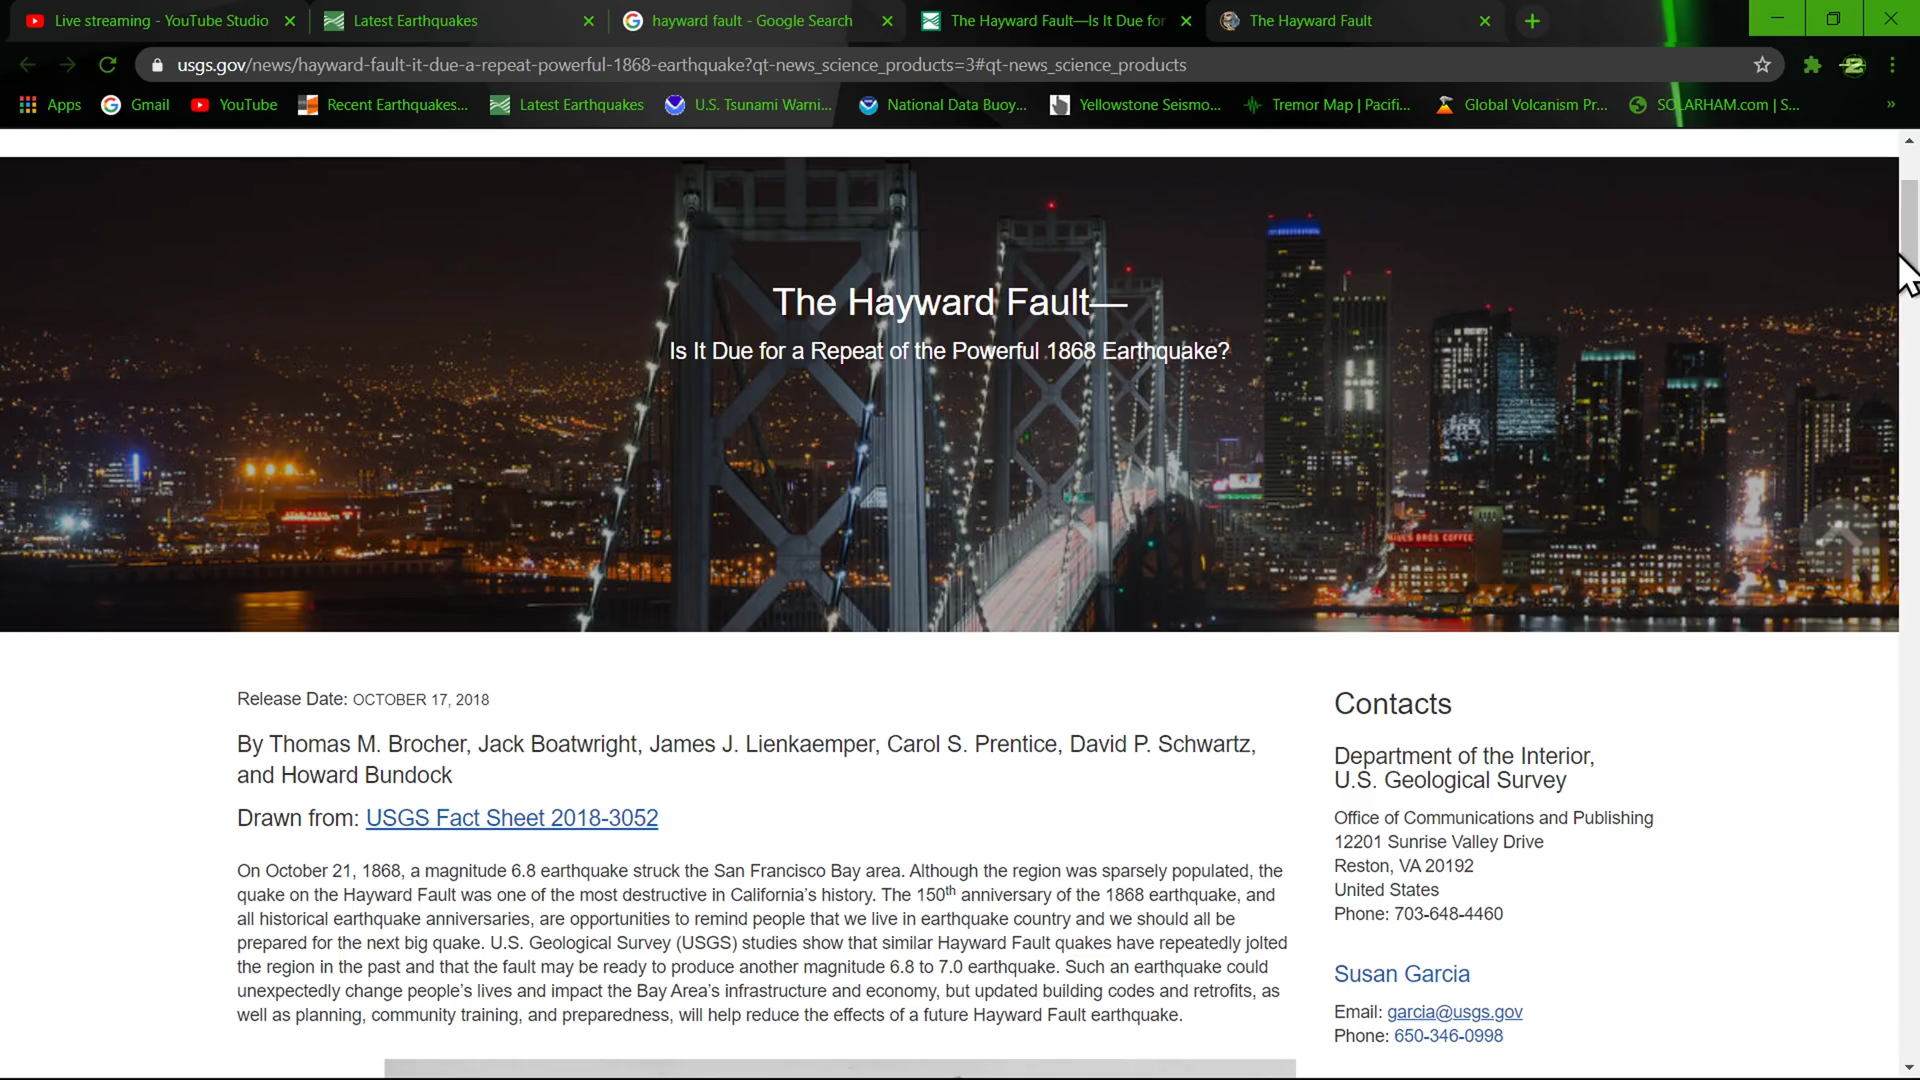 Live streaming - YouTube Studio
Latest Earthquakes
hayward fault - Google Search
The Hayward Fault—Is It Due for
The Hayward Fault
usgs.gov/news/hayward-fault-it-due-a-repeat-powerful-1868-earthquake?qt-news_science_products=3#qt-news_science_products
Apps
Gmail
YouTube
Recent Earthquakes...
Latest Earthquakes
U.S. Tsunami Warni...
National Data Buoy...
Yellowstone Seismo...
Tremor Map | Pacifi...
Global Volcanism Pr...
SOLARHAM.com | S...
»
The Hayward Fault—
Is It Due for a Repeat of the Powerful 1868 Earthquake?
HILLS BROS COFFEE
Release Date: OCTOBER 17, 2018
By Thomas M. Brocher, Jack Boatwright, James J. Lienkaemper, Carol S. Prentice, David P. Schwartz,
and Howard Bundock
Drawn from: USGS Fact Sheet 2018-3052
On October 21, 1868, a magnitude 6.8 earthquake struck the San Francisco Bay area. Although the region was sparsely populated, the
quake on the Hayward Fault was one of the most destructive in California's history. The 150th anniversary of the 1868 earthquake, and
all historical earthquake anniversaries, are opportunities to remind people that we live in earthquake country and we should all be
prepared for the next big quake. U.S. Geological Survey (USGS) studies show that similar Hayward Fault quakes have repeatedly jolted
the region in the past and that the fault may be ready to produce another magnitude 6.8 to 7.0 earthquake. Such an earthquake could
unexpectedly change people's lives and impact the Bay Area's infrastructure and economy, but updated building codes and retrofits, as
well as planning, community training, and preparedness, will help reduce the effects of a future Hayward Fault earthquake.
Contacts
Department of the Interior,
U.S. Geological Survey
Office of Communications and Publishing
12201 Sunrise Valley Drive
Reston, VA 20192
United States
Phone: 703-648-4460
Susan Garcia
Email: garcia@usgs.gov
Phone: 650-346-0998